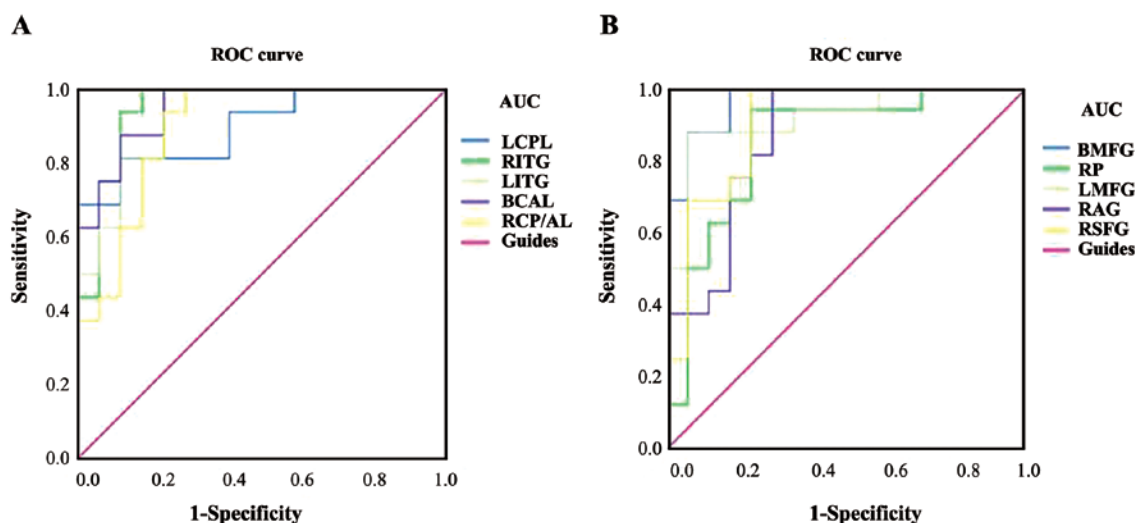 A
ROC curve
1.0
0.8
0.6
0.4
0.2
0.0
Sensitivity
0.0 0.2 0.4 0.6 0.8 1.0
1-Specificity
AUC
LCPL
RITG
LITG
BCAL
RCP/AL
Guides
B
ROC curve
1.0
0.8
0.6
0.4
0.2
0.0
Sensitivity
0.0 0.2 0.4 0.6 0.8 1.0
1-Specificity
AUC
BMFG
RP
LMFG
RAG
RSFG
Guides